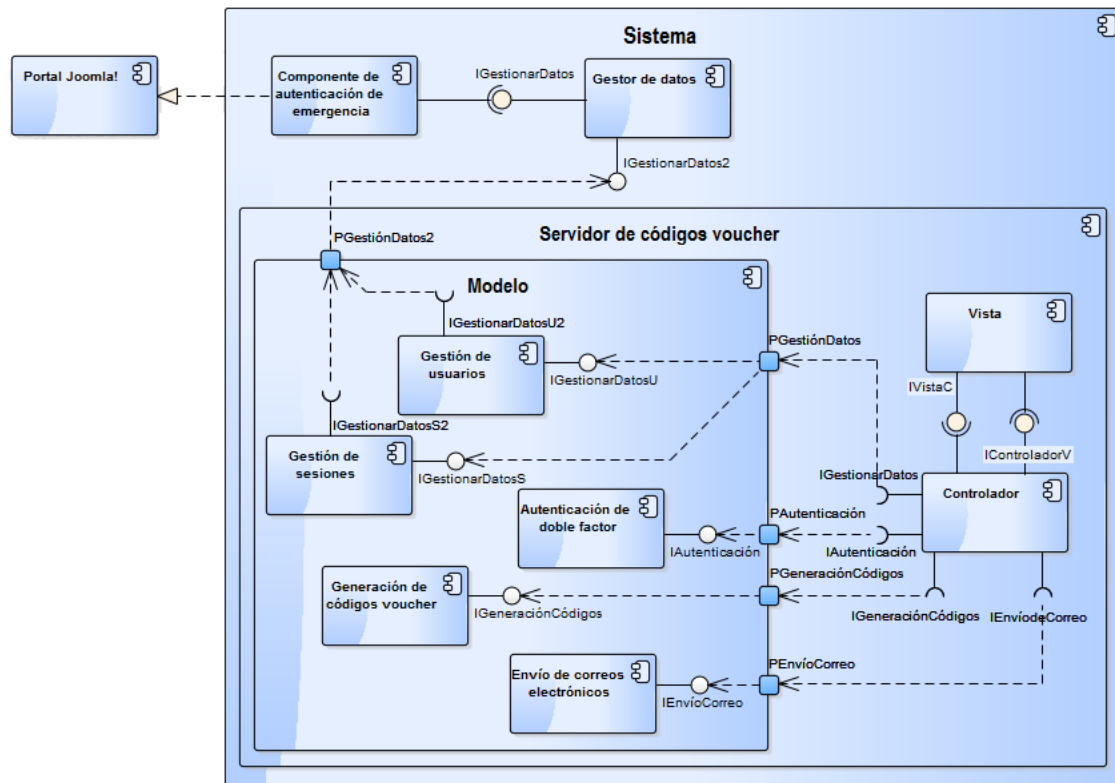 Sistema
Portal Joomla!
Componente de
autenticación de
emergencia
IGestionarDatos
Gestor de datos
IGestionarDatos2
Servidor de códigos voucher
PGestiónDatos2
Modelo
IGestionarDatosU2
Gestión de
usuarios
IGestionarDatosU
PGestiónDatos
Vista
IVistaC
IControladorV
IGestionarDatosS2
Gestión de
sesiones
IGestionarDatosS
IGestionarDatos
Controlador
Autenticación de
doble factor
IAutenticación
PAutenticación
IAutenticación
PGeneraciónCódigos
Generación de
códigos voucher
IGeneraciónCódigos
IGeneraciónCódigos
IEnvíodeCorreo
Envío de correos
electrónicos
IEnvíoCorreo
PEnvíoCorreo